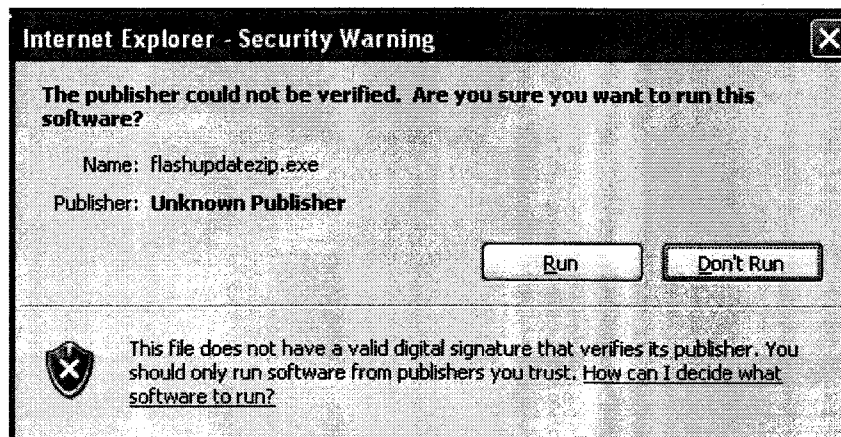 Internet Explorer - Security Warning
The publisher could not be verified. Are you sure you want to run this
software?
Name: flashupdatezip.exe
Publisher: Unknown Publisher
Run Don't Run
This file does not have a valid digital signature that verifies its publisher. You
should only run software from publishers you trust. How can I decide what
software to run?